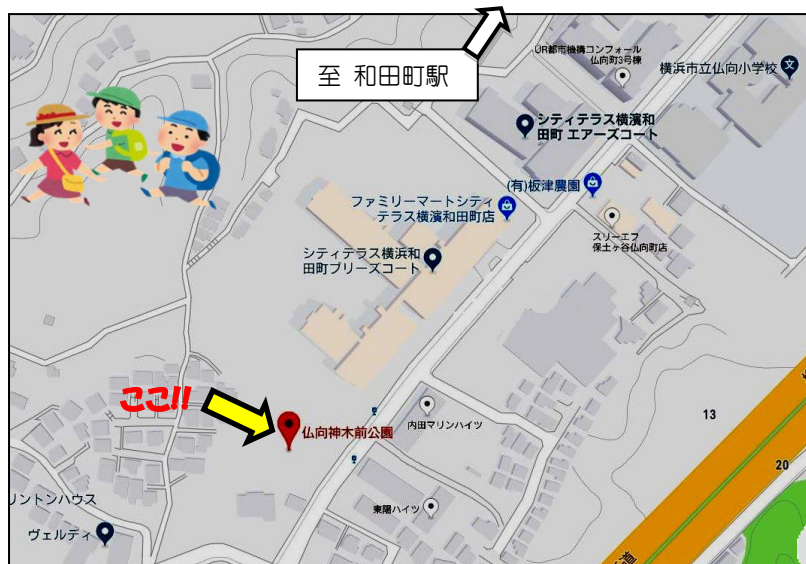 至 和田町駅
UR都市機構コンフォール
仏向町3号棟
横浜市立仏向小学校
文
シティテラス横濱和
田町 エアーズコート
(有)板津農園
ファミリーマートシティ
テラス横濱和田町店
スリーエフ
保土ヶ谷仏向町店
シティテラス横浜和
田町ブリーズコート
ここ!!
仏向神木前公園
内田マリンハイツ
13
20
リントンハウス
ヴェルディ
東陽ハイツ
道